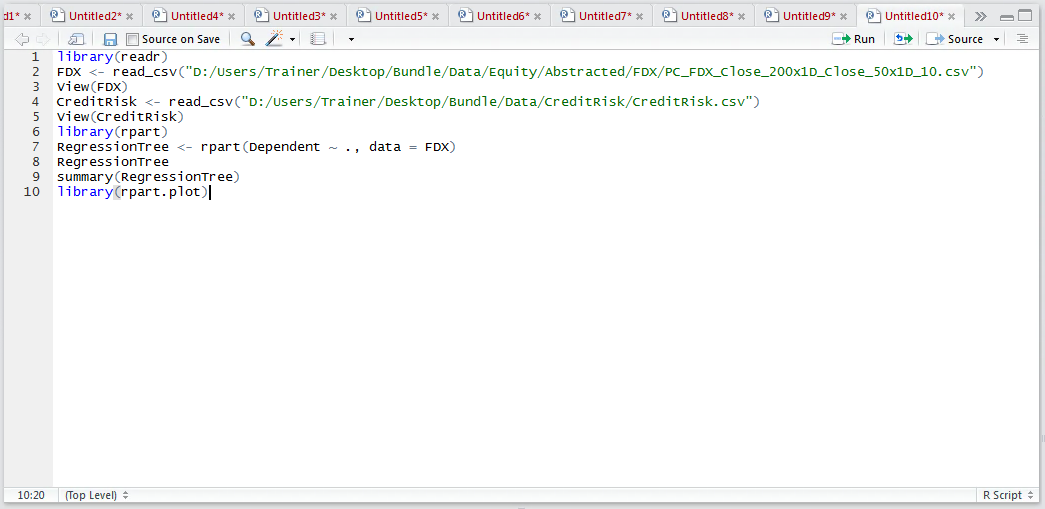 d1* × Untitled2* × Untitled4* × Untitled3* × Untitled5* × Untitled6* × Untitled7* × Untitled8* × Untitled9* × Untitled10* ×
Source on Save Run Source
1 library(readr)
2 FDX <- read_csv("D:/Users/Trainer/Desktop/Bundle/Data/Equity/Abstracted/FDX/PC_FDX_Close_200x1D_Close_50x1D_10.csv")
3 View(FDX)
4 CreditRisk <- read_csv("D:/Users/Trainer/Desktop/Bundle/Data/CreditRisk/CreditRisk.csv")
5 View(CreditRisk)
6 library(rpart)
7 RegressionTree <- rpart(Dependent ~ ., data = FDX)
8 RegressionTree
9 summary(RegressionTree)
10 library(rpart.plot)
10:20 (Top Level) R Script